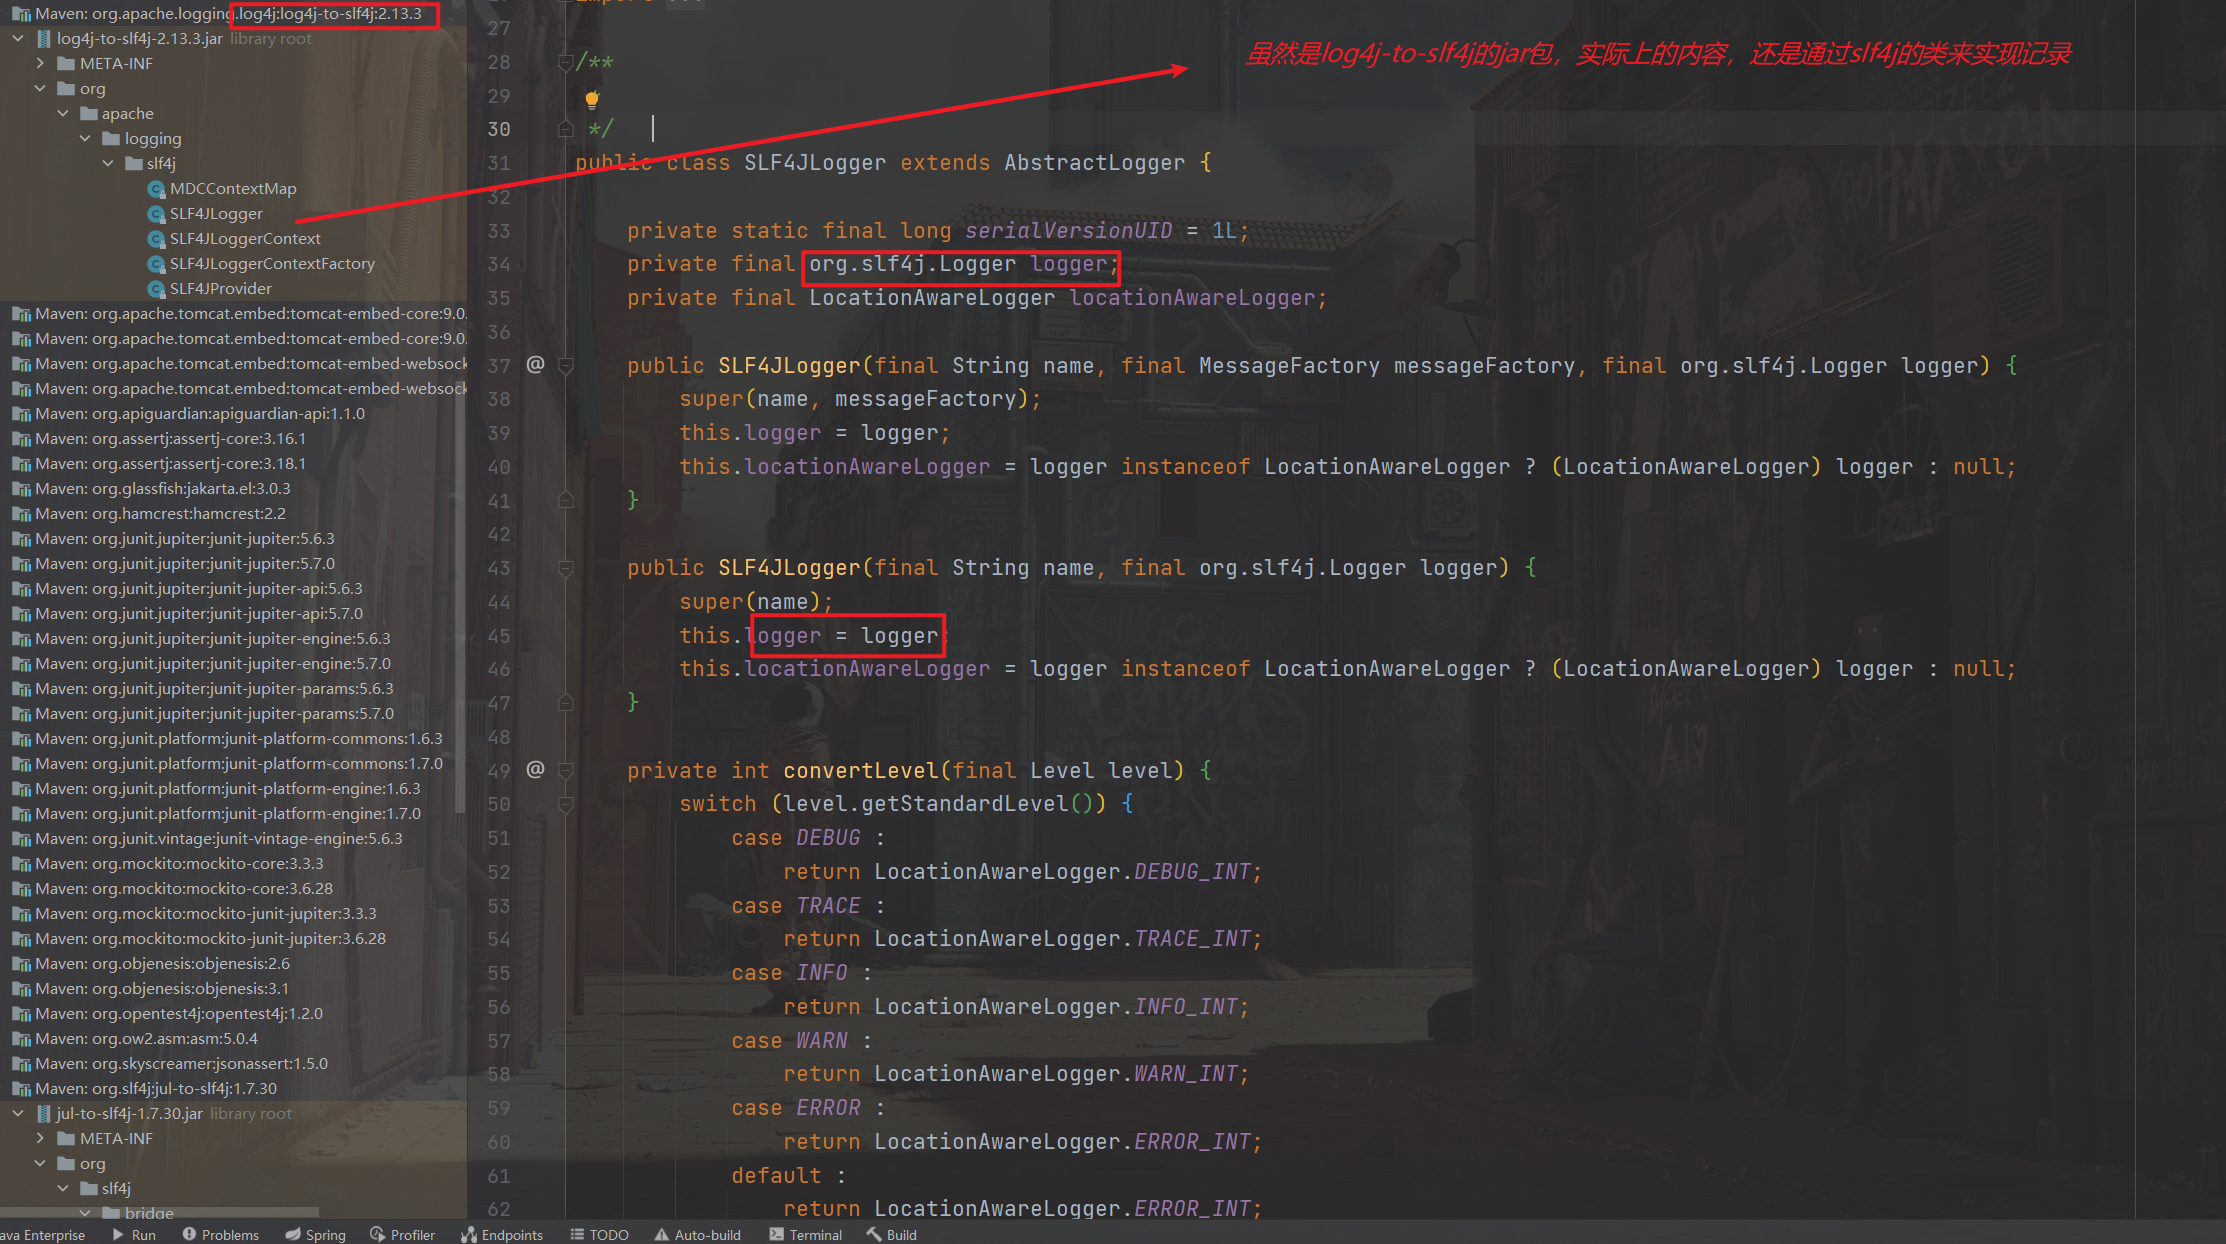 Maven: org.apache.logging.log4j:log4j-to-slf4j:2.13.3
log4j-to-slf4j-2.13.3.jar library root
META-INF
org
apache
logging
slf4j
MDCContextMap
SLF4JLogger
SLF4JLoggerContext
SLF4JLoggerContextFactory
SLF4JProvider
Maven: org.apache.tomcat.embed:tomcat-embed-core:9.0.
Maven: org.apache.tomcat.embed:tomcat-embed-core:9.0.
Maven: org.apache.tomcat.embed:tomcat-embed-websock
Maven: org.apache.tomcat.embed:tomcat-embed-websock
Maven: org.apiguardian:apiguardian-api:1.1.0
Maven: org.assertj:assertj-core:3.16.1
Maven: org.assertj:assertj-core:3.18.1
Maven: org.glassfish:jakarta.el:3.0.3
Maven: org.hamcrest:hamcrest:2.2
Maven: org.junit.jupiter:junit-jupiter:5.6.3
Maven: org.junit.jupiter:junit-jupiter:5.7.0
Maven: org.junit.jupiter:junit-jupiter-api:5.6.3
Maven: org.junit.jupiter:junit-jupiter-api:5.7.0
Maven: org.junit.jupiter:junit-jupiter-engine:5.6.3
Maven: org.junit.jupiter:junit-jupiter-engine:5.7.0
Maven: org.junit.jupiter:junit-jupiter-params:5.6.3
Maven: org.junit.jupiter:junit-jupiter-params:5.7.0
Maven: org.junit.platform:junit-platform-commons:1.6.3
Maven: org.junit.platform:junit-platform-commons:1.7.0
Maven: org.junit.platform:junit-platform-engine:1.6.3
Maven: org.junit.platform:junit-platform-engine:1.7.0
Maven: org.junit.vintage:junit-vintage-engine:5.6.3
Maven: org.mockito:mockito-core:3.3.3
Maven: org.mockito:mockito-core:3.6.28
Maven: org.mockito:mockito-junit-jupiter:3.3.3
Maven: org.mockito:mockito-junit-jupiter:3.6.28
Maven: org.objenesis:objenesis:2.6
Maven: org.objenesis:objenesis:3.1
Maven: org.opentest4j:opentest4j:1.2.0
Maven: org.ow2.asm:asm:5.0.4
Maven: org.skyscreamer:jsonassert:1.5.0
Maven: org.slf4j:jul-to-slf4j:1.7.30
jul-to-slf4j-1.7.30.jar library root
META-INF
org
slf4j
bridge
虽然是log4j-to-slf4j的jar包，实际上的内容，还是通过slf4j的类来实现记录
27
28 /**
29
30 */
31 public class SLF4JLogger extends AbstractLogger {
32
33 private static final long serialVersionUID = 1L;
34 private final org.slf4j.Logger logger;
35 private final LocationAwareLogger locationAwareLogger;
36
37 @ public SLF4JLogger(final String name, final MessageFactory messageFactory, final org.slf4j.Logger logger) {
38 super(name, messageFactory);
39 this.logger = logger;
40 this.locationAwareLogger = logger instanceof LocationAwareLogger ? (LocationAwareLogger) logger : null;
41 }
42
43 public SLF4JLogger(final String name, final org.slf4j.Logger logger) {
44 super(name);
45 this.logger = logger;
46 this.locationAwareLogger = logger instanceof LocationAwareLogger ? (LocationAwareLogger) logger : null;
47 }
48
49 @ private int convertLevel(final Level level) {
50 switch (level.getStandardLevel()) {
51 case DEBUG :
52 return LocationAwareLogger.DEBUG_INT;
53 case TRACE :
54 return LocationAwareLogger.TRACE_INT;
55 case INFO :
56 return LocationAwareLogger.INFO_INT;
57 case WARN :
58 return LocationAwareLogger.WARN_INT;
59 case ERROR :
60 return LocationAwareLogger.ERROR_INT;
61 default :
62 return LocationAwareLogger.ERROR_INT;
ava Enterprise Run Problems Spring Profiler Endpoints TODO Auto-build Terminal Build